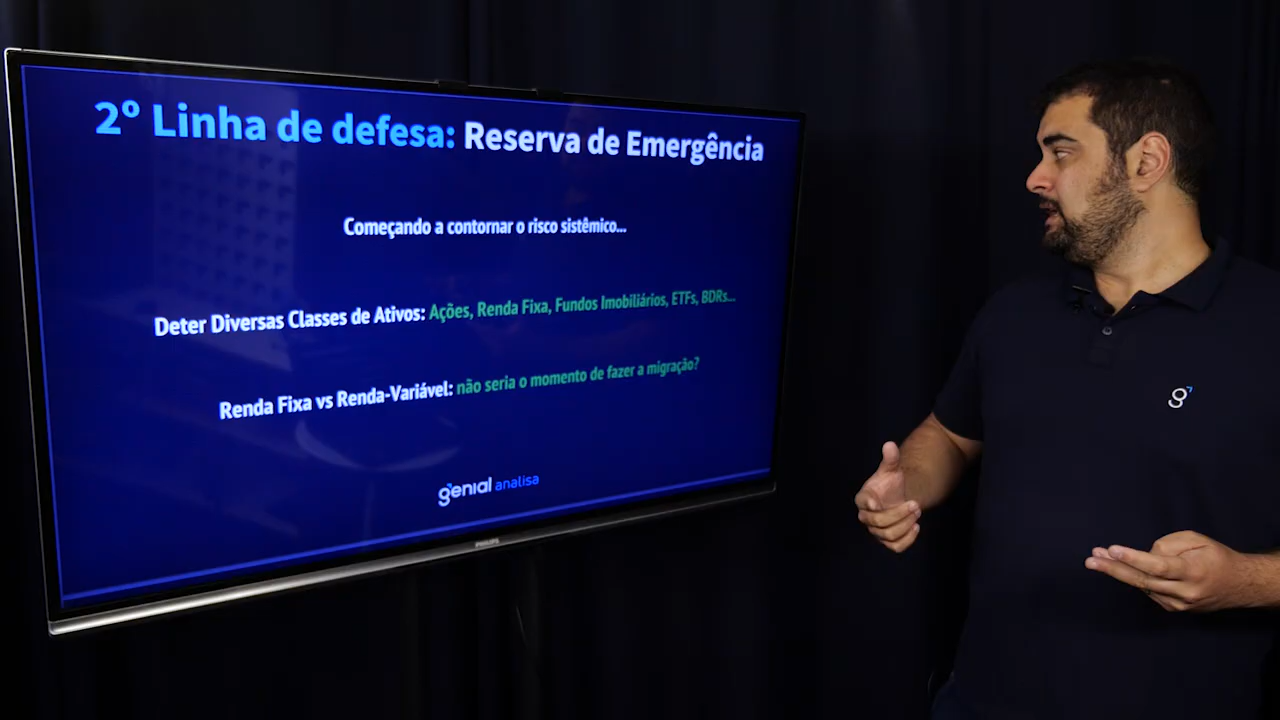 2º Linha de defesa: Reserva de Emergência
Começando a contornar o risco sistêmico...
Deter Diversas Classes de Ativos: Ações, Renda Fixa, Fundos Imobiliários, ETFs, BDRs...
Renda Fixa vs Renda-Variável: não seria o momento de fazer a migração?
genial analisa
PHILIPS
g